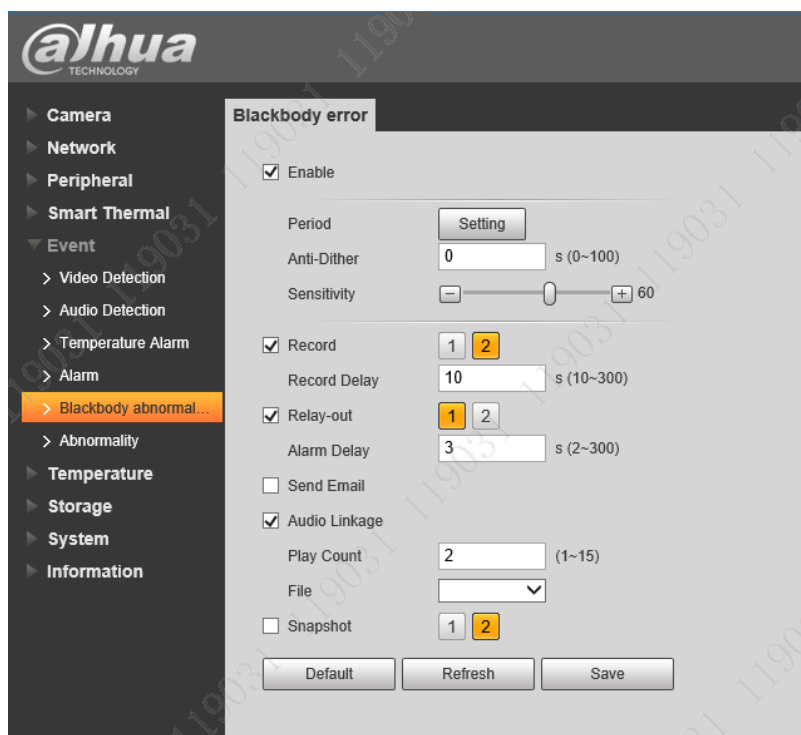 alhua
TECHNOLOGY
Camera
Network
Peripheral
Smart Thermal
Event
Video Detection
Audio Detection
Temperature Alarm
Alarm
Blackbody abnormal...
Abnormality
Temperature
Storage
System
Information
Blackbody error
Enable
Period Setting
Anti-Dither 0 s (0~100)
Sensitivity - + 60
Record 1 2
Record Delay 10 s (10~300)
Relay-out 1 2
Alarm Delay 3 s (2~300)
Send Email
Audio Linkage
Play Count 2 (1~15)
File
Snapshot 1 2
Default Refresh Save
119031 119031